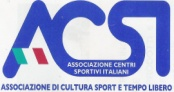 ACSI
ASSOCIAZIONE CENTRI
SPORTIVI ITALIANI
ASSOCIAZIONE DI CULTURA SPORT E TEMPO LIBERO